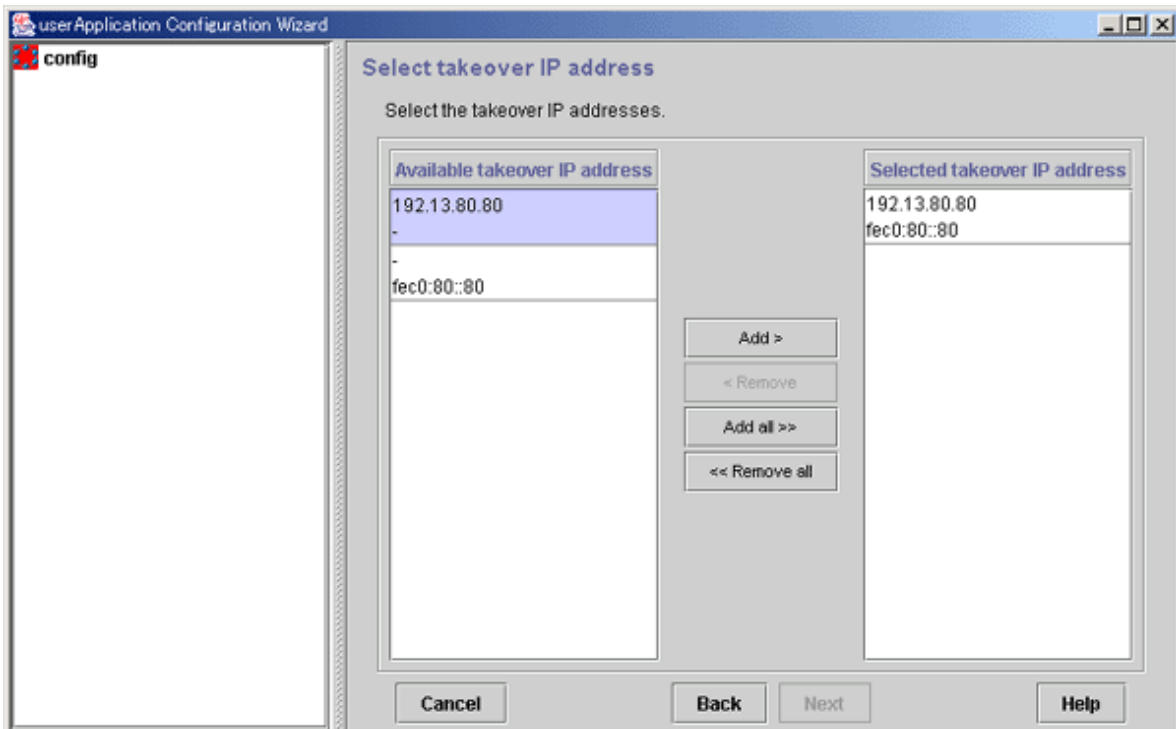 userApplication Configuration Wizard
config
Select takeover IP address
Select the takeover IP addresses.
Available takeover IP address
192.13.80.80
-
-
fec0:80::80
Add >
< Remove
Add all >>
<< Remove all
Selected takeover IP address
192.13.80.80
fec0:80::80
Cancel
Back
Next
Help